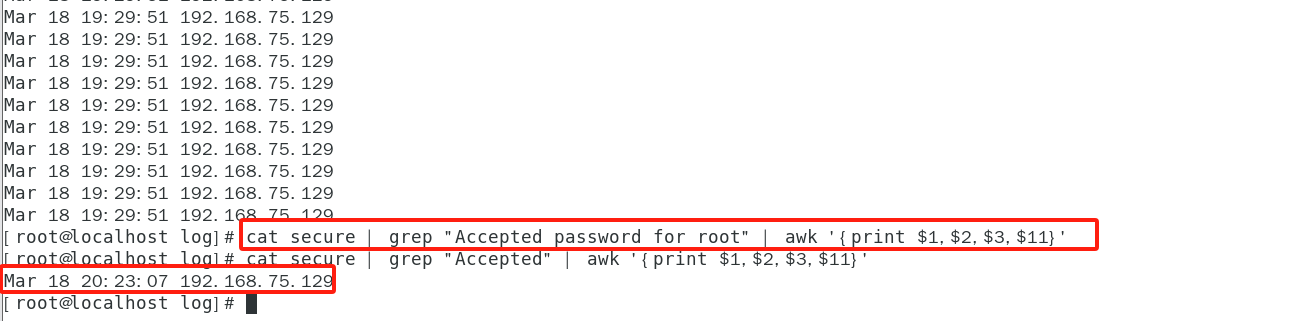 Mar 18 19:29:51 192.168.75.129
Mar 18 19:29:51 192.168.75.129
Mar 18 19:29:51 192.168.75.129
Mar 18 19:29:51 192.168.75.129
Mar 18 19:29:51 192.168.75.129
Mar 18 19:29:51 192.168.75.129
Mar 18 19:29:51 192.168.75.129
Mar 18 19:29:51 192.168.75.129
Mar 18 19:29:51 192.168.75.129
Mar 18 19:29:51 192.168.75.129
[root@localhost log]# cat secure | grep "Accepted password for root" | awk '{print $1,$2,$3,$11}'
[root@localhost log]# cat secure | grep "Accepted" | awk '{print $1,$2,$3,$11}'
Mar 18 20:23:07 192.168.75.129
[root@localhost log]#